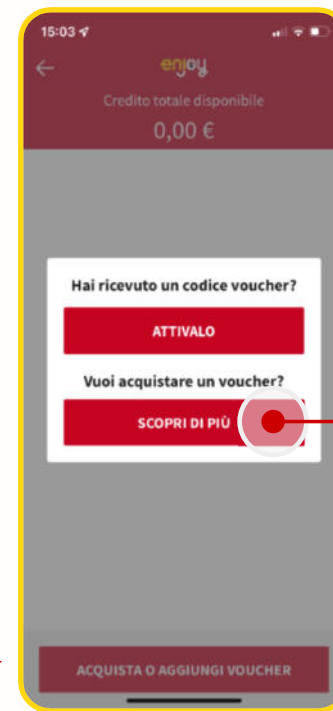 15:03
enjoy
Credito totale disponibile
0,00 €
Hai ricevuto un codice voucher?
ATTIVALO
Vuoi acquistare un voucher?
SCOPRI DI PIÙ
ACQUISTA O AGGIUNGI VOUCHER